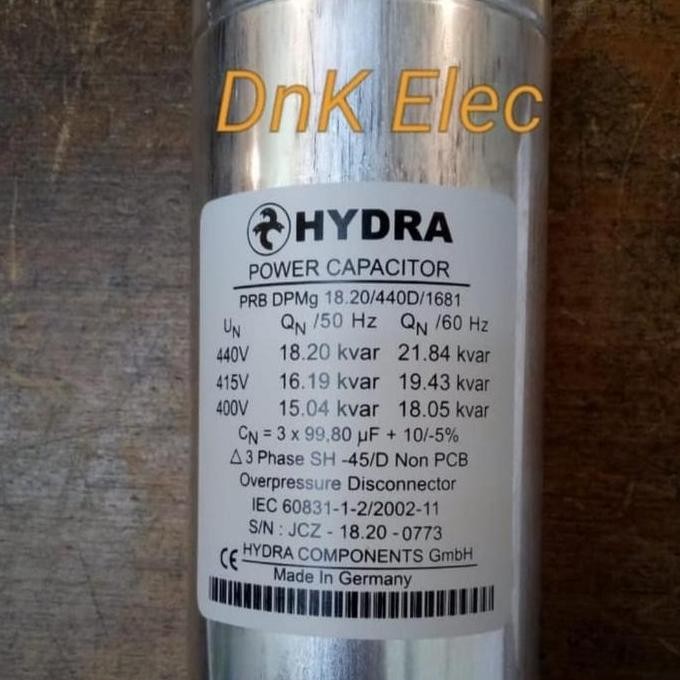 DnK Elec
HYDRA
POWER CAPACITOR
PRB DPMg 18.20/440D/1681
UN QN /50 Hz QN /60 Hz
440V 18.20 kvar 21.84 kvar
415V 16.19 kvar 19.43 kvar
400V 15.04 kvar 18.05 kvar
CN = 3 x 99,80 µF + 10/-5%
△ 3 Phase SH -45/D Non PCB
Overpressure Disconnector
IEC 60831-1-2/2002-11
S/N : JCZ - 18.20 - 0773
CE HYDRA COMPONENTS GmbH
Made In Germany